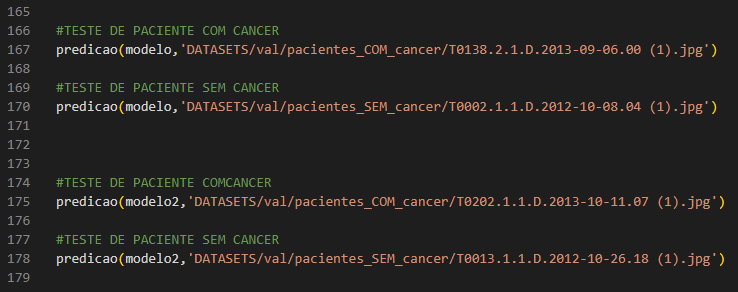 165
166 #TESTE DE PACIENTE COM CANCER
167 predicao(modelo,'DATASETS/val/pacientes_COM_cancer/T0138.2.1.D.2013-09-06.00 (1).jpg')
168
169 #TESTE DE PACIENTE SEM CANCER
170 predicao(modelo,'DATASETS/val/pacientes_SEM_cancer/T0002.1.1.D.2012-10-08.04 (1).jpg')
171
172
173
174 #TESTE DE PACIENTE COMCANCER
175 predicao(modelo2,'DATASETS/val/pacientes_COM_cancer/T0202.1.1.D.2013-10-11.07 (1).jpg')
176
177 #TESTE DE PACIENTE SEM CANCER
178 predicao(modelo2,'DATASETS/val/pacientes_SEM_cancer/T0013.1.1.D.2012-10-26.18 (1).jpg')
179